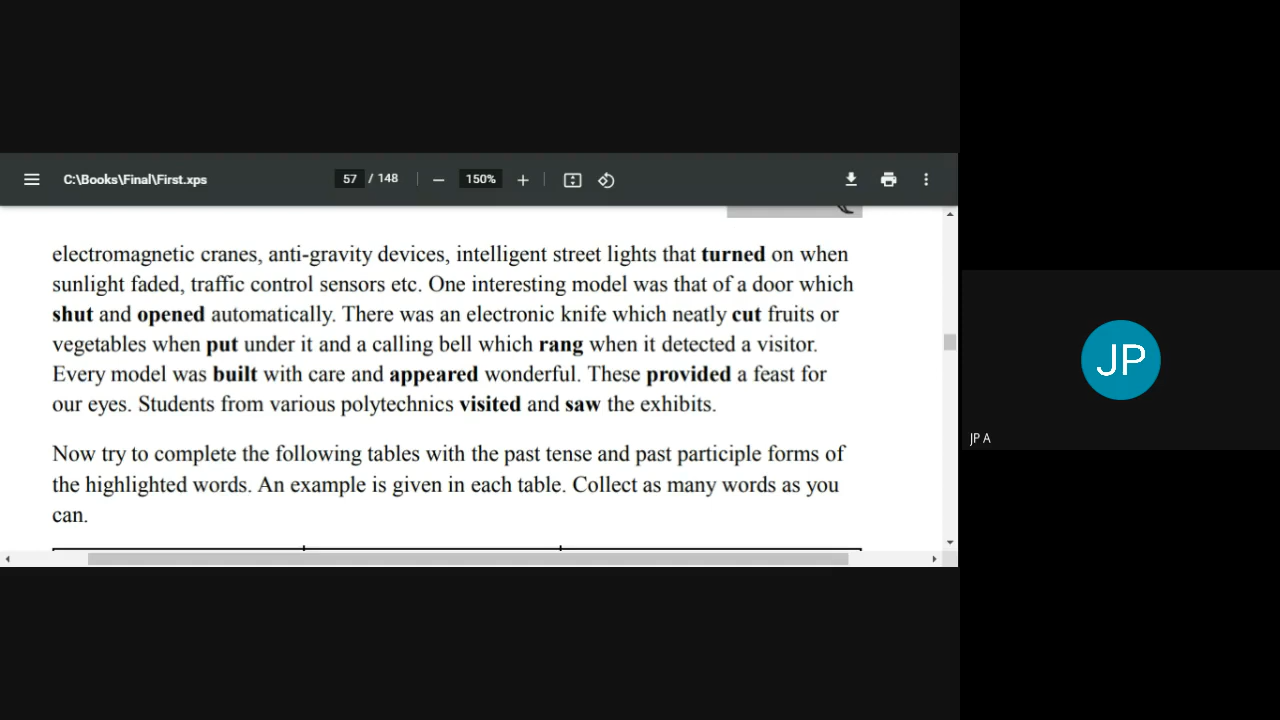 C:\Books\Final\First.xps
57 / 148
150%
electromagnetic cranes, anti-gravity devices, intelligent street lights that turned on when
sunlight faded, traffic control sensors etc. One interesting model was that of a door which
shut and opened automatically. There was an electronic knife which neatly cut fruits or
vegetables when put under it and a calling bell which rang when it detected a visitor.
Every model was built with care and appeared wonderful. These provided a feast for
our eyes. Students from various polytechnics visited and saw the exhibits.
Now try to complete the following tables with the past tense and past participle forms of
the highlighted words. An example is given in each table. Collect as many words as you
can.
JP
JP A